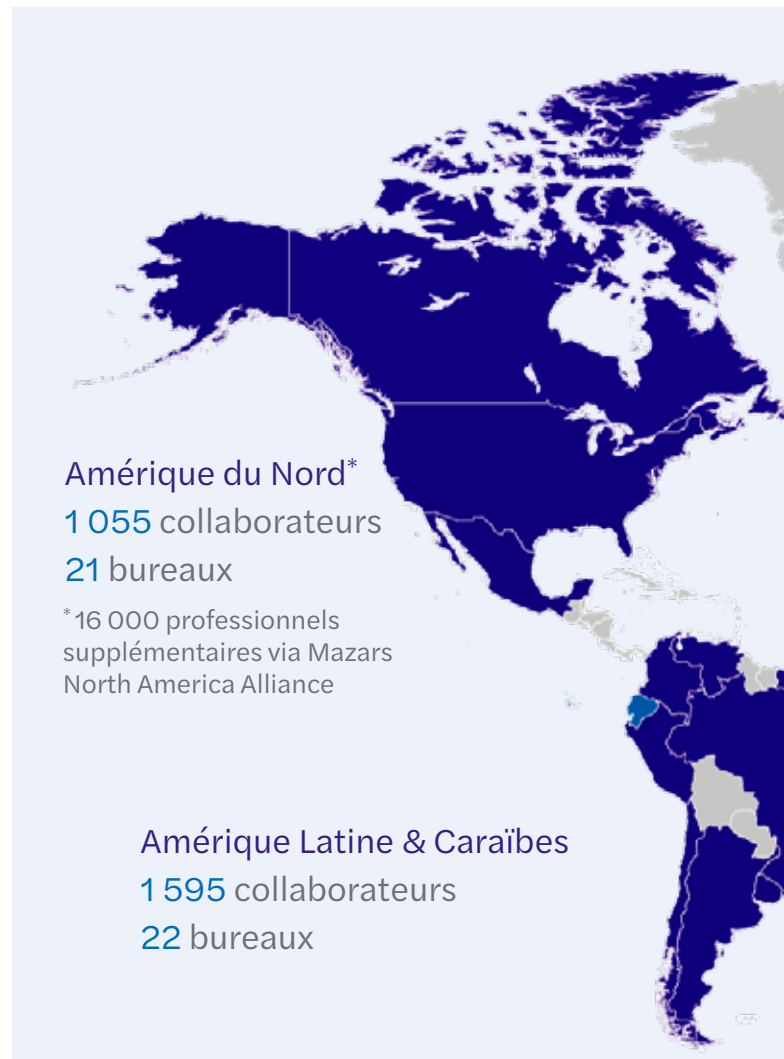 Amérique du Nord*
1 055 collaborateurs
21 bureaux
*16 000 professionnels
supplémentaires via Mazars
North America Alliance
Amérique Latine & Caraïbes
1 595 collaborateurs
22 bureaux